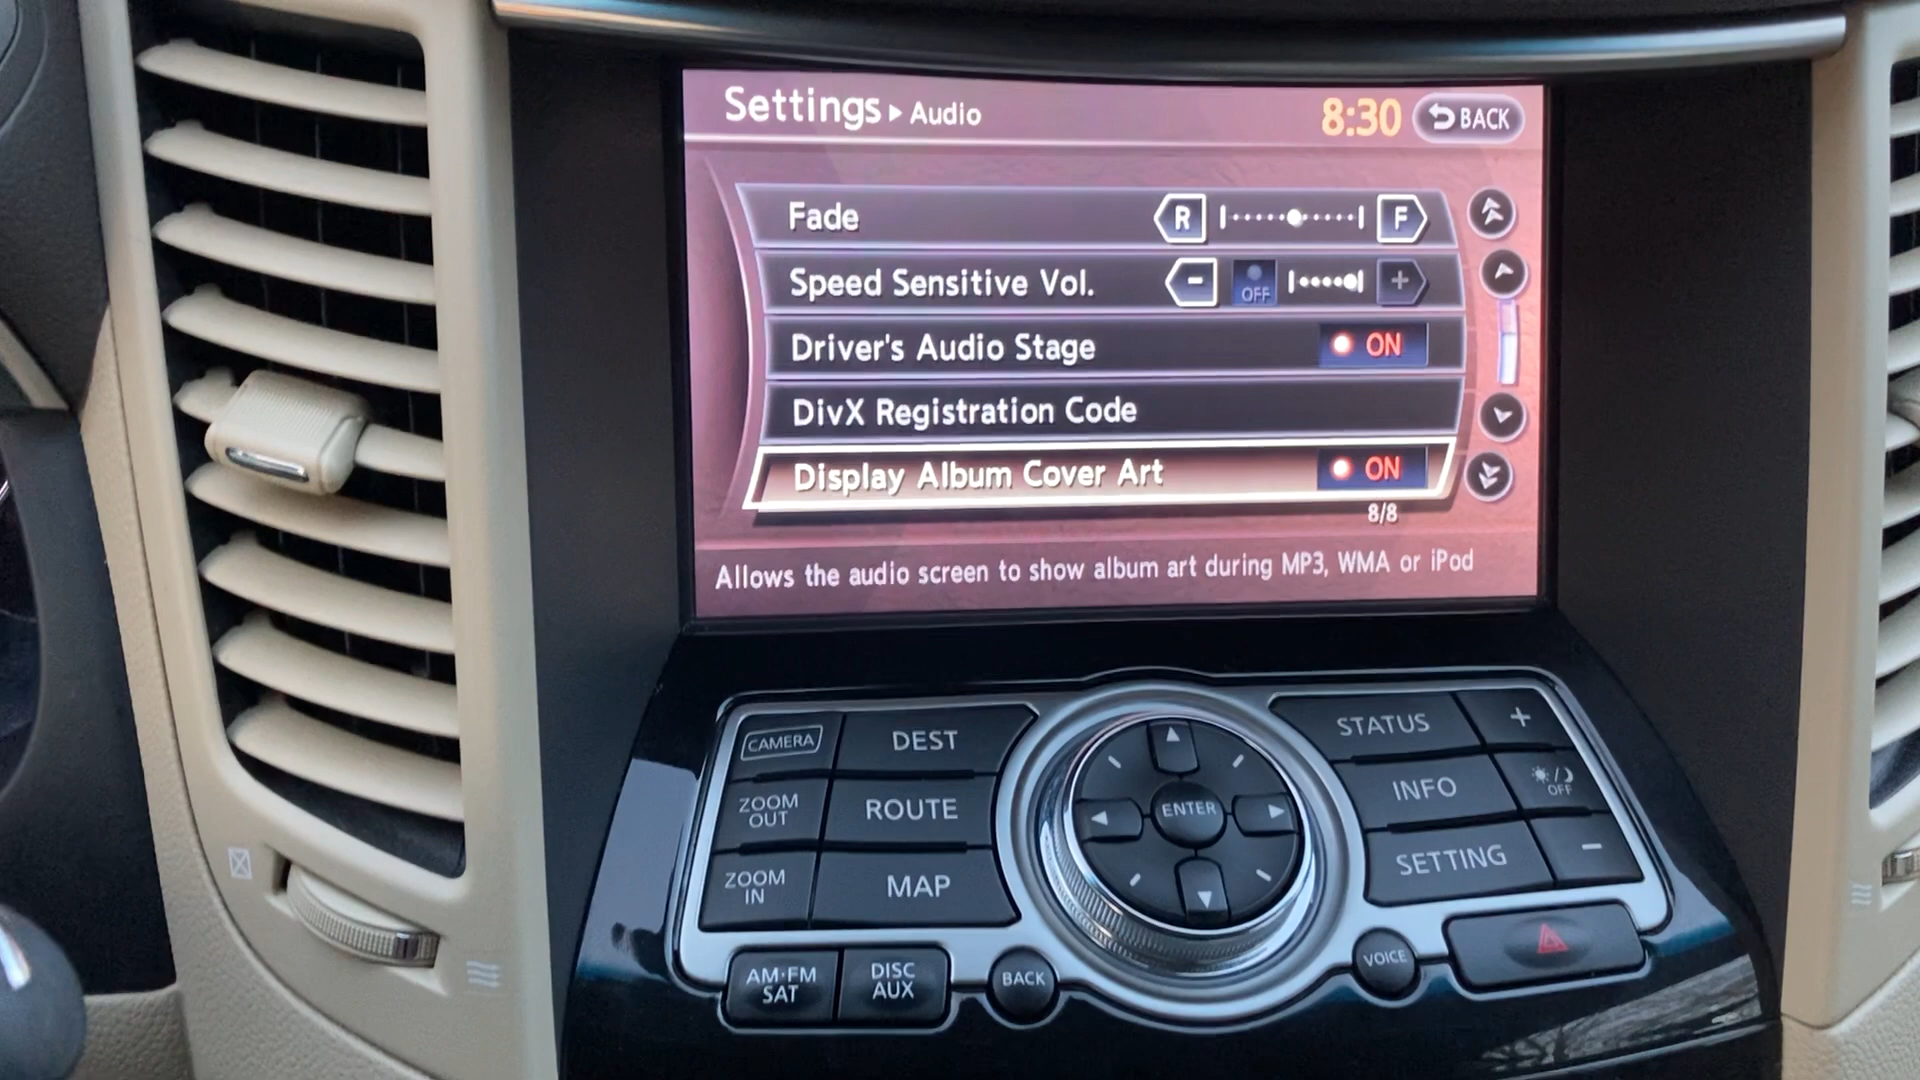 Settings ▸ Audio
8:30
BACK
Fade
R
F
Speed Sensitive Vol.
-
OFF
+
Driver's Audio Stage
ON
DivX Registration Code
Display Album Cover Art
ON
8/8
Allows the audio screen to show album art during MP3, WMA or iPod
CAMERA
DEST
ZOOM
OUT
ROUTE
ZOOM
IN
MAP
ENTER
STATUS
+
INFO
/
OFF
SETTING
-
AM·FM
SAT
DISC
AUX
BACK
VOICE